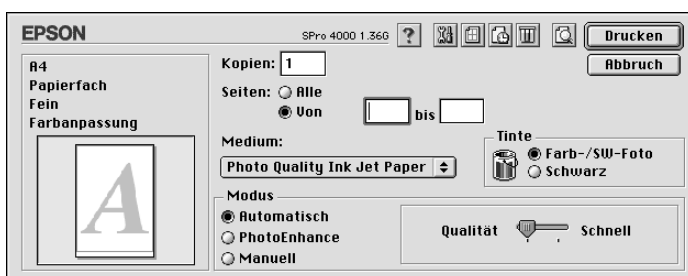 EPSON
SPro 4000 1.36G
?
Drucken
Abbruch
A4
Papierfach
Fein
Farbanpassung
A
Kopien: 1
Seiten: Alle
Von bis
Medium:
Photo Quality Ink Jet Paper
Tinte
Farb-/SW-Foto
Schwarz
Modus
Automatisch
PhotoEnhance
Manuell
Qualität Schnell